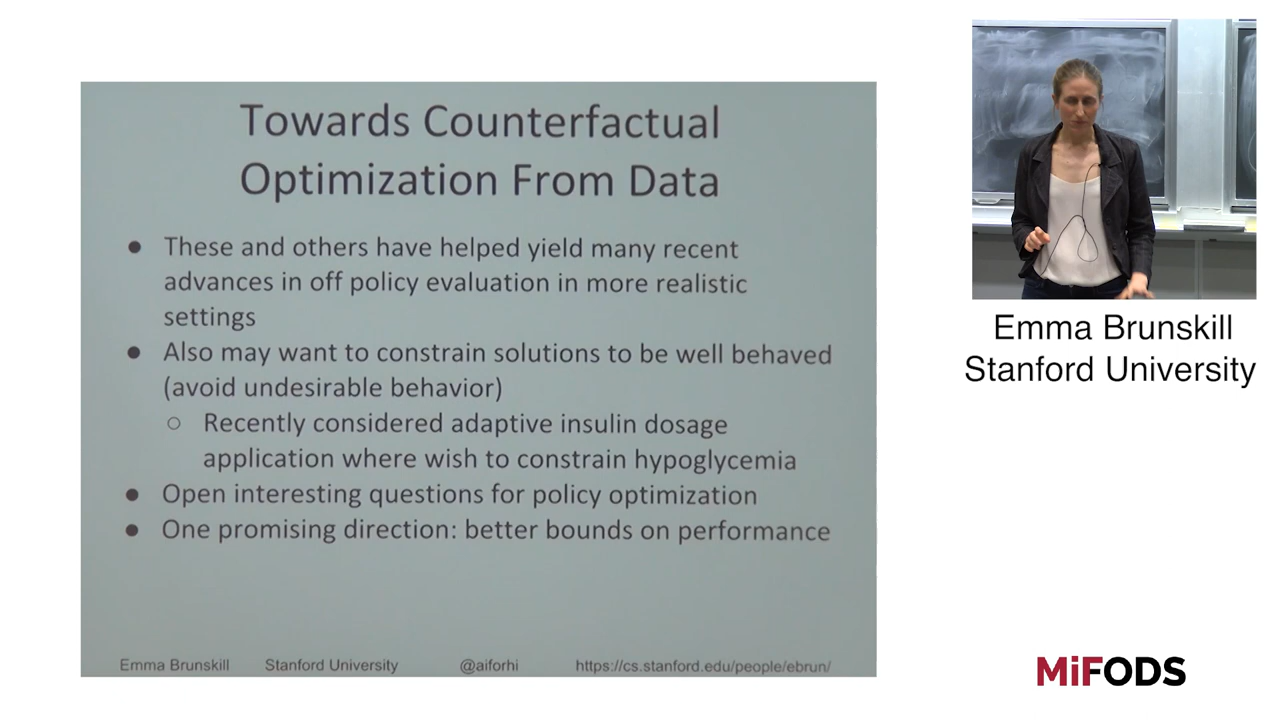 Towards Counterfactual
Optimization From Data
● These and others have helped yield many recent
advances in off policy evaluation in more realistic
settings
● Also may want to constrain solutions to be well behaved
(avoid undesirable behavior)
○ Recently considered adaptive insulin dosage
application where wish to constrain hypoglycemia
● Open interesting questions for policy optimization
● One promising direction: better bounds on performance
Emma Brunskill Stanford University @aiforhi https://cs.stanford.edu/people/ebrun/
Emma Brunskill
Stanford University
MiFODS